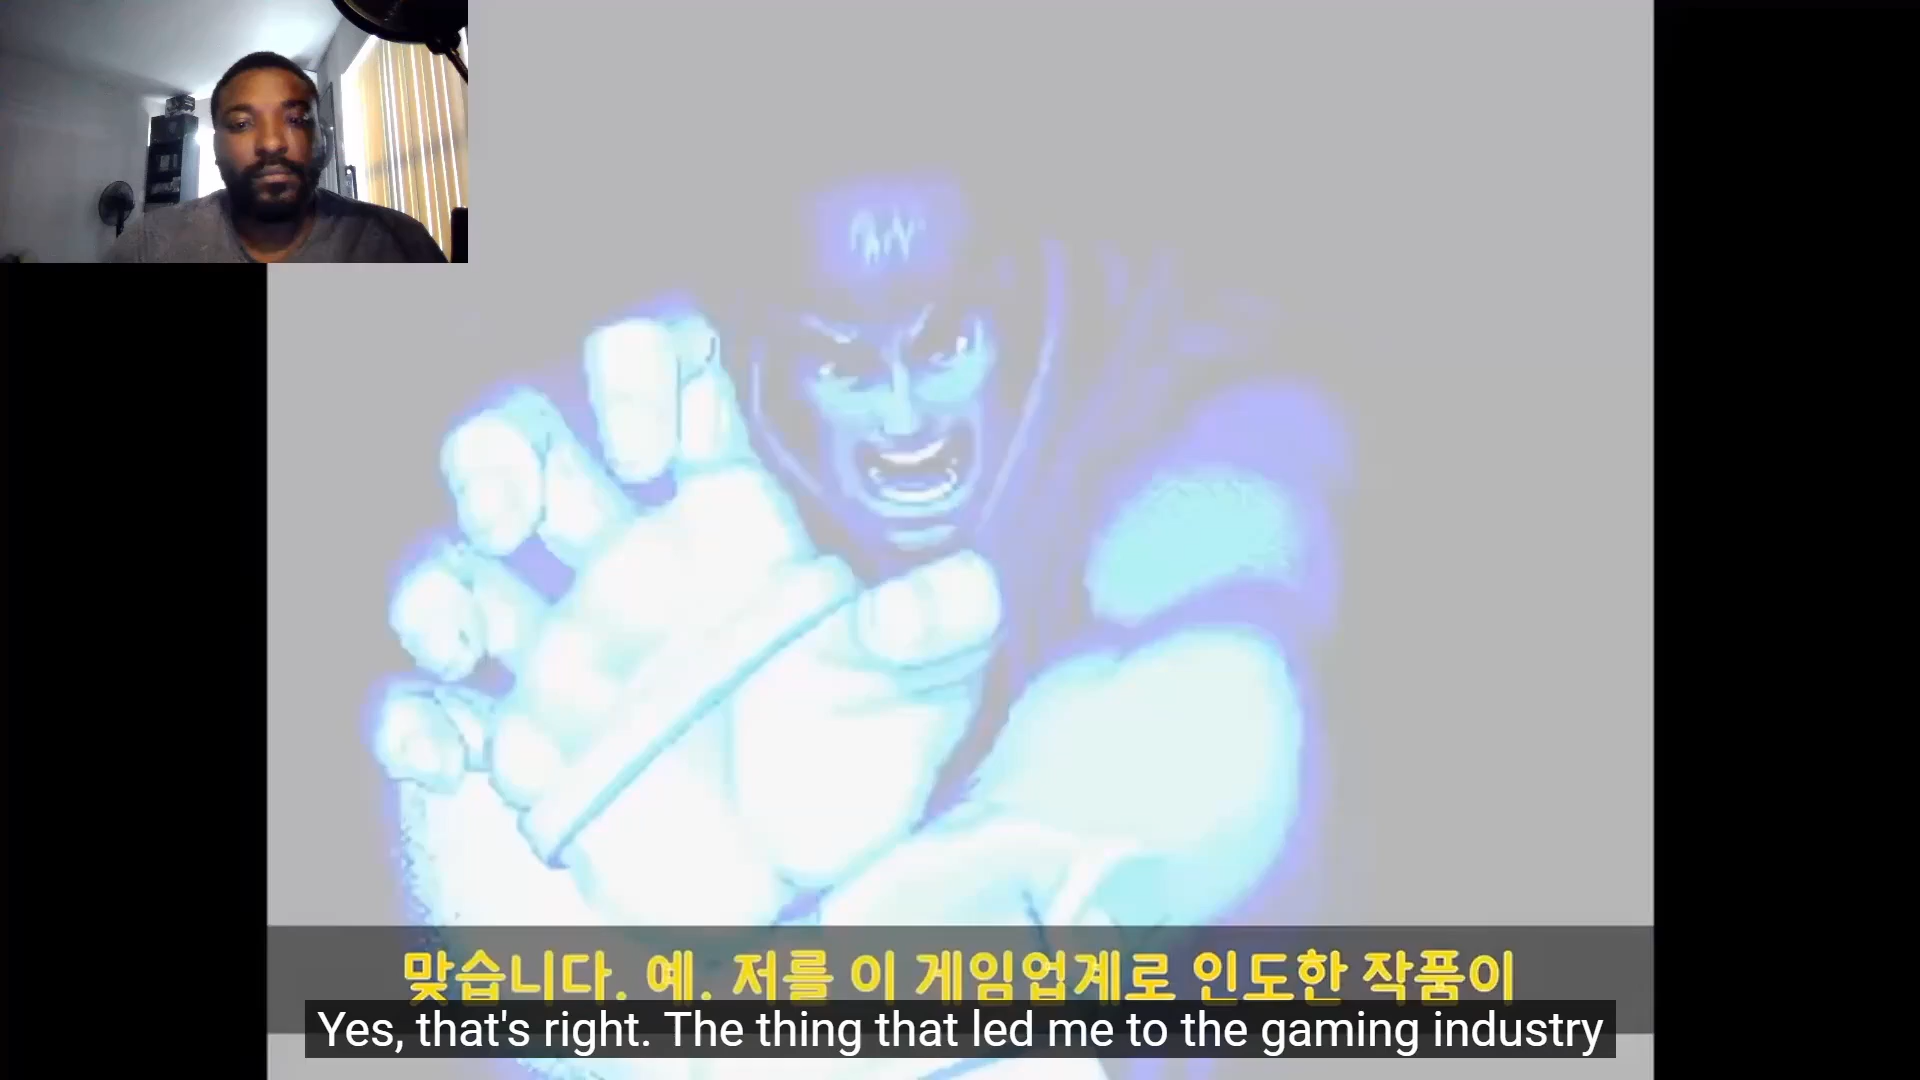 맞습니다. 예. 저를 이 게임업계로 인도한 작품이
Yes, that's right. The thing that led me to the gaming industry